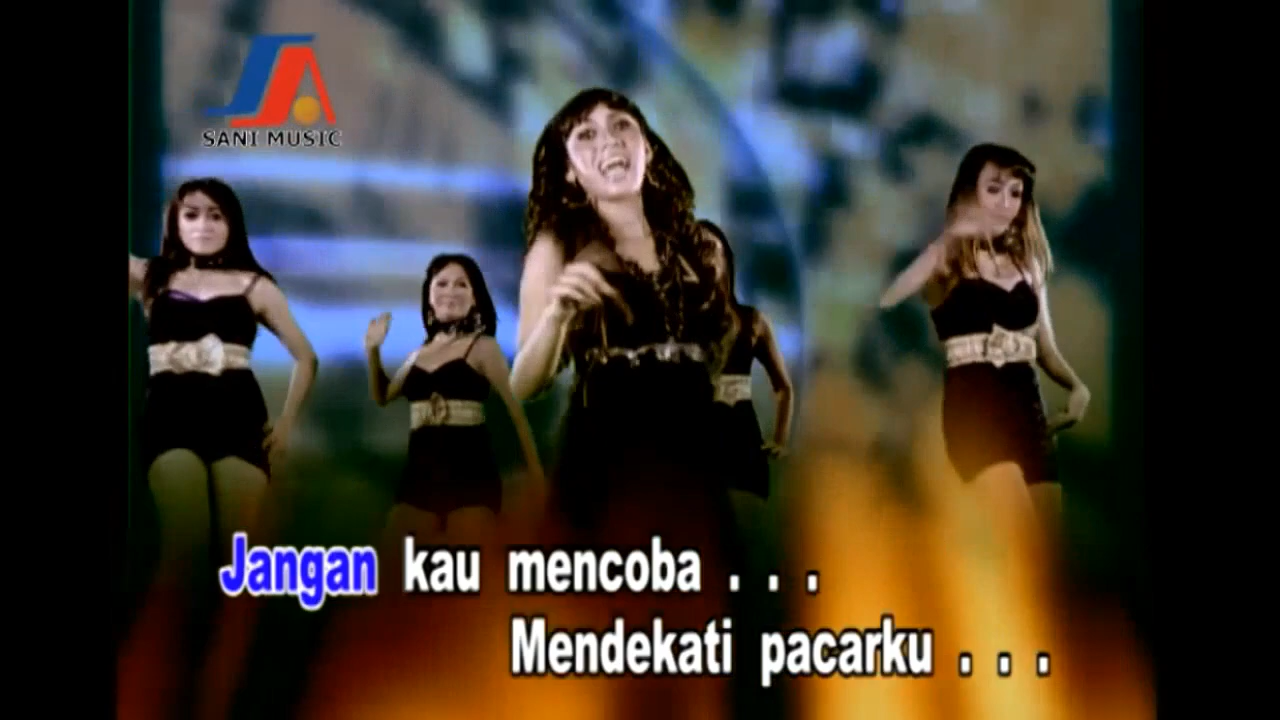 SANI MUSIC
Jangan kau mencoba . . .
Mendekati pacarku . . .